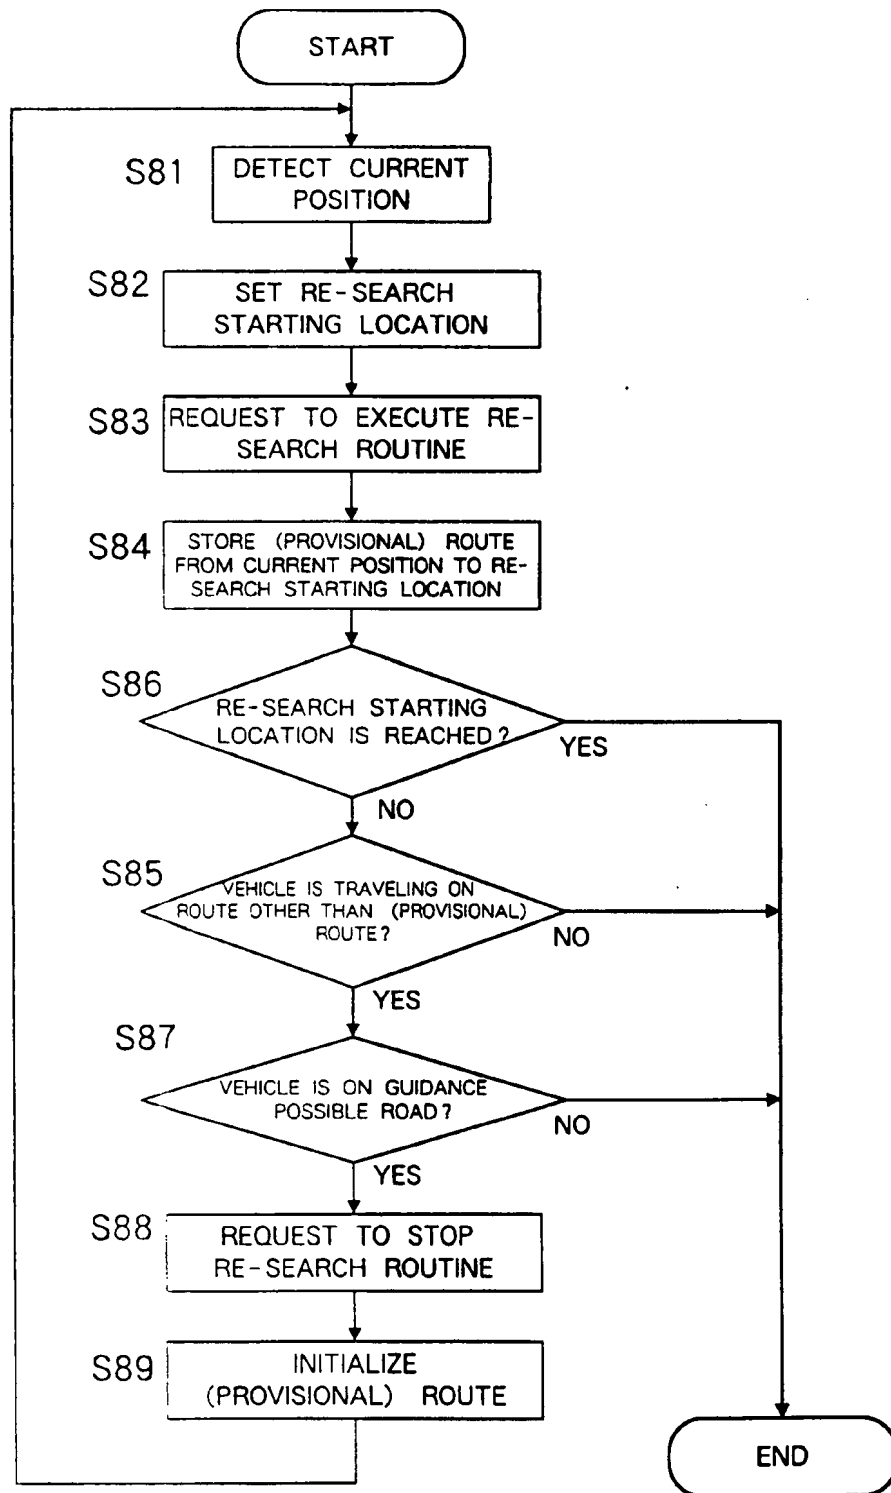 START
S81
DETECT CURRENT
POSITION
S82
SET RE-SEARCH
STARTING LOCATION
S83
REQUEST TO EXECUTE RE-
SEARCH ROUTINE
S84
STORE (PROVISIONAL) ROUTE
FROM CURRENT POSITION TO RE-
SEARCH STARTING LOCATION
S86
RE-SEARCH STARTING
LOCATION IS REACHED?
YES
NO
S85
VEHICLE IS TRAVELING ON
ROUTE OTHER THAN (PROVISIONAL)
ROUTE?
NO
YES
S87
VEHICLE IS ON GUIDANCE
POSSIBLE ROAD?
NO
YES
S88
REQUEST TO STOP
RE-SEARCH ROUTINE
S89
INITIALIZE
(PROVISIONAL) ROUTE
END